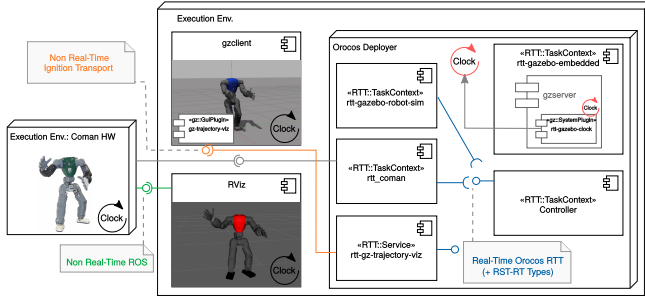 Execution Env.
Non Real-Time
Ignition Transport
gzclient
«gz::GuiPlugin»
gz-trajectory-viz
Clock
Orocos Deployer
«RTT::TaskContext»
rtt-gazebo-robot-sim
Clock
«RTT::TaskContext»
rtt-gazebo-embedded
gzserver
Clock
«gz::SystemPlugin»
rtt-gazebo-clock
Execution Env.: Coman HW
Clock
«RTT::TaskContext»
rtt_coman
RViz
Clock
«RTT::TaskContext»
Controller
«RTT::Service»
rtt-gz-trajectory-viz
Non Real-Time ROS
Real-Time Orocos RTT
(+ RST-RT Types)